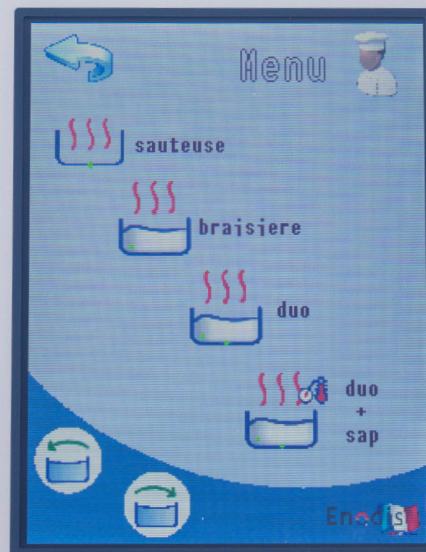 Menu
sauteuse
braisiere
duo
duo
+
sap
Enodis